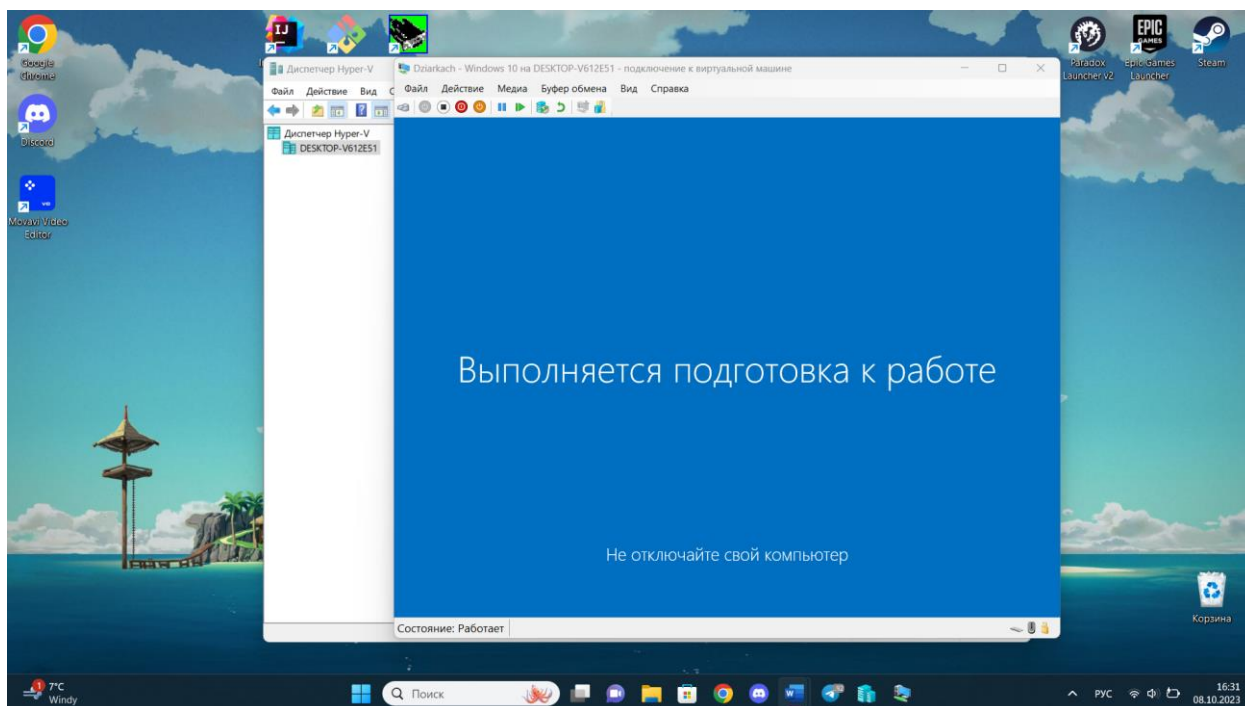 Google
Chrome
Discord
Movavi Video
Editor
IJ
Paradox
Launcher v2
EPIC
GAMES
Epic Games
Launcher
Steam
Диспетчер Hyper-V
Файл Действие Вид
Диспетчер Hyper-V
DESKTOP-V612E51
Dziarkach - Windows 10 на DESKTOP-V612E51 - подключение к виртуальной машине
Файл Действие Медиа Буфер обмена Вид Справка
Выполняется подготовка к работе
Не отключайте свой компьютер
Состояние: Работает
Корзина
1
7°C
Windy
Поиск
РУС
16:31
08.10.2023